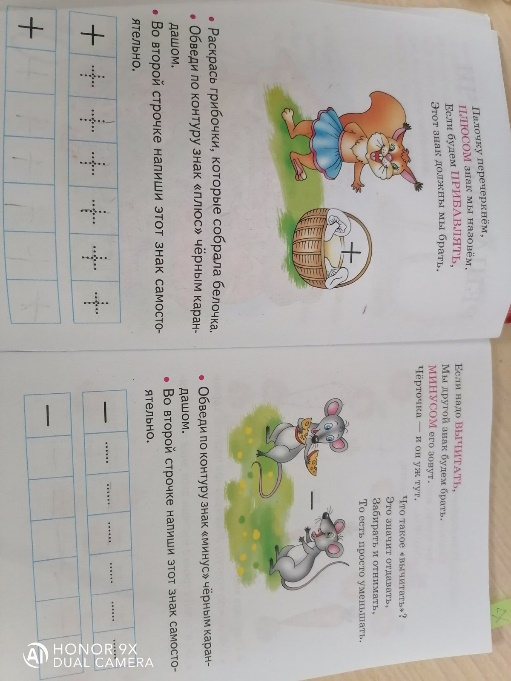 Палочку перечеркнём,
ПЛЮСОМ знак мы назовём.
Если будем ПРИБАВЛЯТЬ,
Этот знак должны мы брать.
+
• Раскрась грибочки, которые собрала белочка.
• Обведи по контуру знак «плюс» чёрным каран-
дашом.
• Во второй строчке напиши этот знак самосто-
ятельно.
+ + + + + +
+
Если надо ВЫЧИТАТЬ,
Мы другой знак будем брать.
МИНУСОМ его зовут.
Чёрточка — и он уж тут.
Что такое «вычитать»?
Это значит отдавать,
Забирать и отнимать,
То есть просто уменьшать.
–
• Обведи по контуру знак «минус» чёрным каран-
дашом.
• Во второй строчке напиши этот знак самосто-
ятельно.
– – – – – –
–
HONOR 9X
DUAL CAMERA